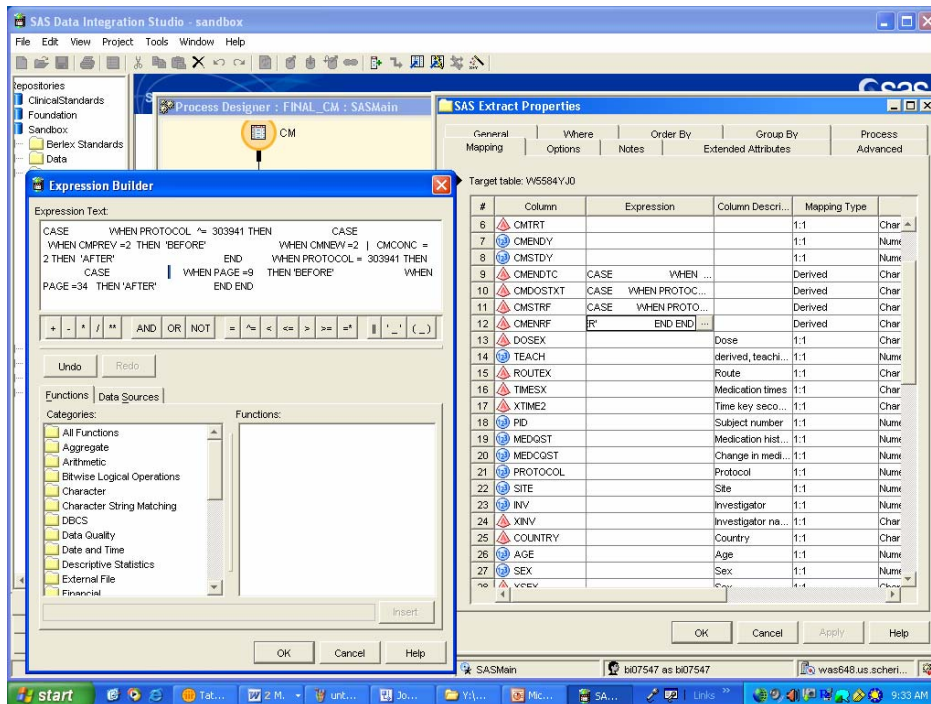 SAS Data Integration Studio - sandbox
File Edit View Project Tools Window Help
Repositories
ClinicalStandards
Foundation
Sandbox
Berlex Standards
Data
Process Designer : FINAL_CM : SASMain
CM
SAS Extract Properties
General Where Order By Group By Process
Mapping Options Notes Extended Attributes Advanced
Target table: W5584YJ0
# Column Expression Column Descri... Mapping Type
6 CMTRT 1:1 Char
7 CMENDY 1:1 Nume
8 CMSTDY 1:1 Nume
9 CMENDTC CASE WHEN ... Derived Char
10 CMDOSTXT CASE WHEN PROTOC... Derived Char
11 CMSTRF CASE WHEN PROTO... Derived Char
12 CMENRF R' END END ... Derived Char
13 DOSEX Dose 1:1 Char
14 TEACH derived, teachi... 1:1 Nume
15 ROUTEX Route 1:1 Char
16 TIMESX Medication times 1:1 Char
17 XTIME2 Time key seco... 1:1 Char
18 PID Subject number 1:1 Nume
19 MEDQST Medication hist... 1:1 Nume
20 MEDCQST Change in medi... 1:1 Nume
21 PROTOCOL Protocol 1:1 Nume
22 SITE Site 1:1 Nume
23 INV Investigator 1:1 Nume
24 XINV Investigator na... 1:1 Char
25 COUNTRY Country 1:1 Char
26 AGE Age 1:1 Nume
27 SEX Sex 1:1 Nume
OK Cancel Apply Help
Expression Builder
Expression Text:
CASE WHEN PROTOCOL ^= 303941 THEN CASE
WHEN CMPREV =2 THEN 'BEFORE' WHEN CMNEW =2 | CMCONC =
2 THEN 'AFTER' END WHEN PROTOCOL = 303941 THEN
CASE WHEN PAGE =9 THEN 'BEFORE' WHEN
PAGE =34 THEN 'AFTER' END END
+ - * / ** AND OR NOT = ^= < <= > >= =* || '_' (_)
Undo Redo
Functions Data Sources
Categories: Functions:
All Functions
Aggregate
Arithmetic
Bitwise Logical Operations
Character
Character String Matching
DBCS
Data Quality
Date and Time
Descriptive Statistics
External File
Financial
Insert
OK Cancel Help
SASMain bi07547 as bi07547 was648.us.scheri...
start Tat... 2 M. unt... Jo... Y:\... Mic... SA... Links 9:33 AM